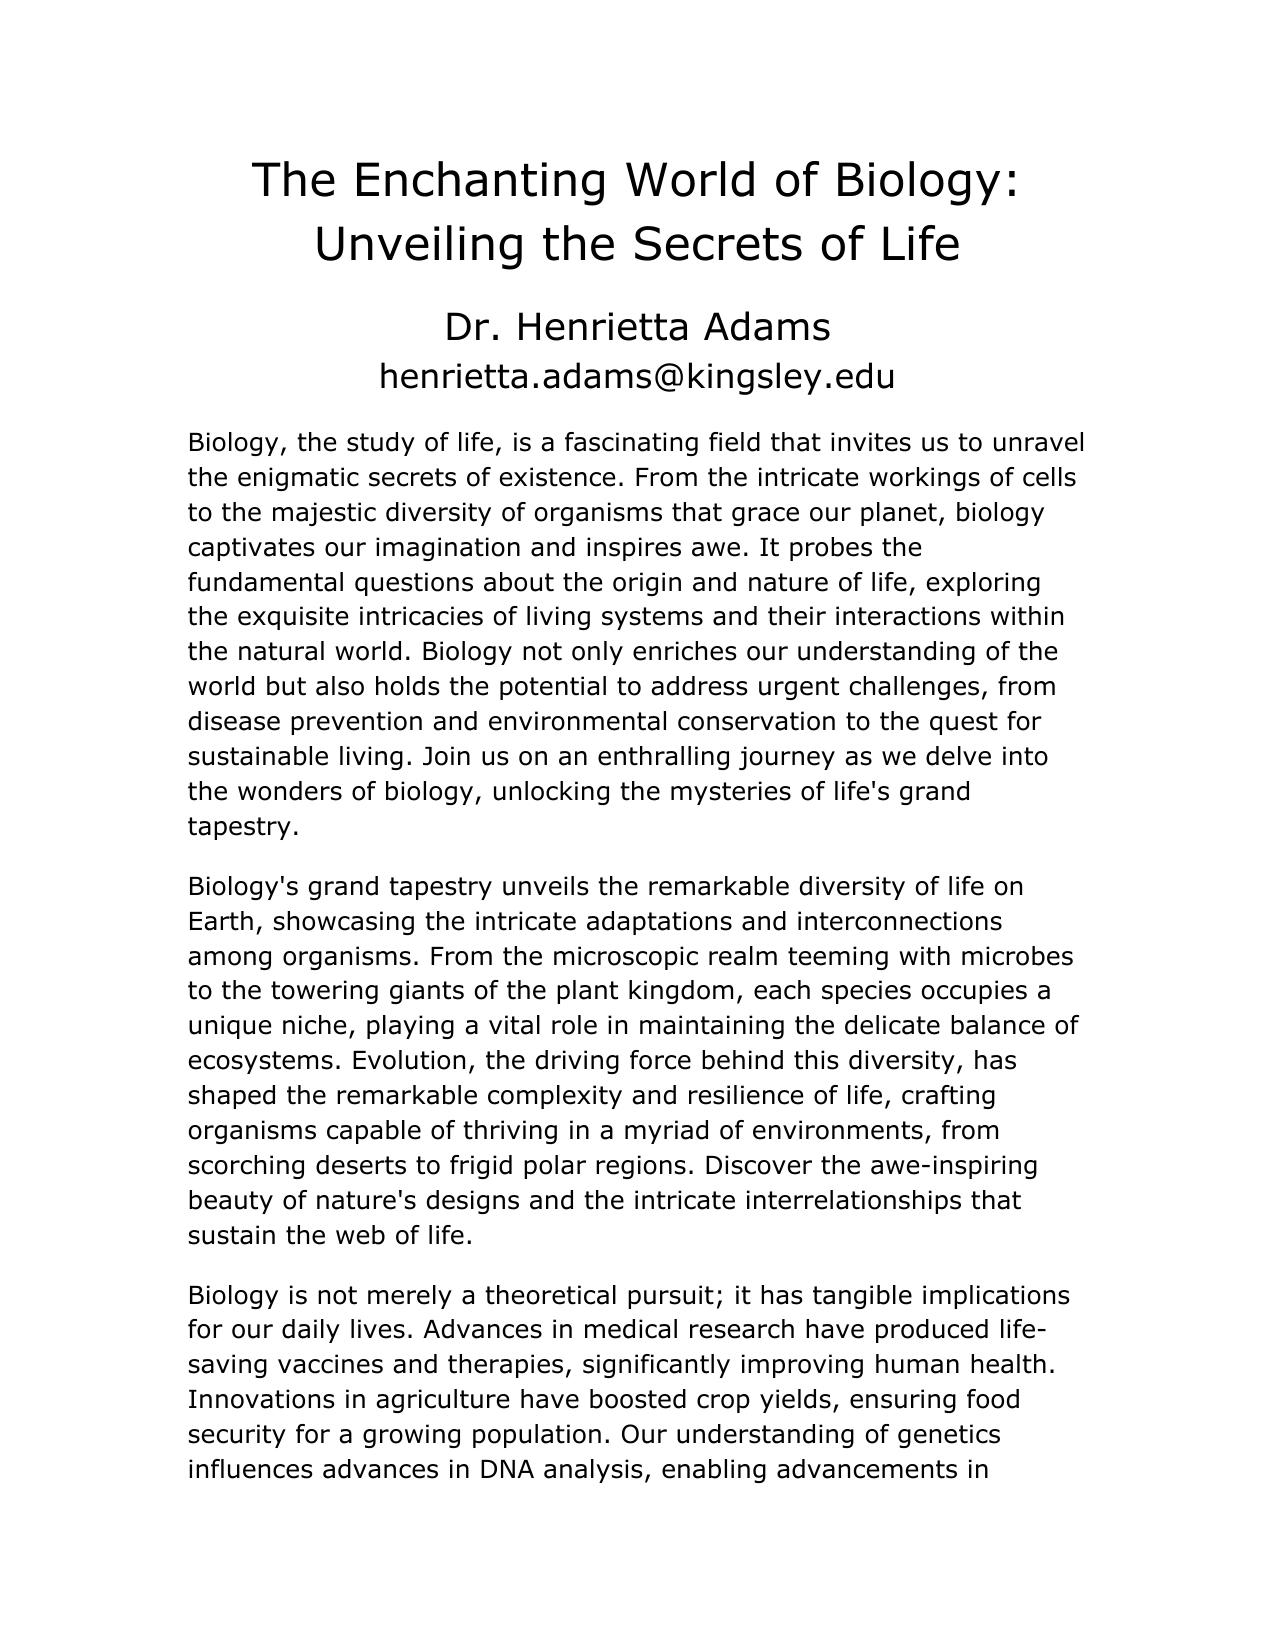 The Enchanting World of Biology:
Unveiling the Secrets of Life
Dr. Henrietta Adams
henrietta.adams@kingsley.edu
Biology, the study of life, is a fascinating field that invites us to unravel
the enigmatic secrets of existence. From the intricate workings of cells
to the majestic diversity of organisms that grace our planet, biology
captivates our imagination and inspires awe. It probes the
fundamental questions about the origin and nature of life, exploring
the exquisite intricacies of living systems and their interactions within
the natural world. Biology not only enriches our understanding of the
world but also holds the potential to address urgent challenges, from
disease prevention and environmental conservation to the quest for
sustainable living. Join us on an enthralling journey as we delve into
the wonders of biology, unlocking the mysteries of life's grand
tapestry.
Biology's grand tapestry unveils the remarkable diversity of life on
Earth, showcasing the intricate adaptations and interconnections
among organisms. From the microscopic realm teeming with microbes
to the towering giants of the plant kingdom, each species occupies a
unique niche, playing a vital role in maintaining the delicate balance of
ecosystems. Evolution, the driving force behind this diversity, has
shaped the remarkable complexity and resilience of life, crafting
organisms capable of thriving in a myriad of environments, from
scorching deserts to frigid polar regions. Discover the awe-inspiring
beauty of nature's designs and the intricate interrelationships that
sustain the web of life.
Biology is not merely a theoretical pursuit; it has tangible implications
for our daily lives. Advances in medical research have produced life-
saving vaccines and therapies, significantly improving human health.
Innovations in agriculture have boosted crop yields, ensuring food
security for a growing population. Our understanding of genetics
influences advances in DNA analysis, enabling advancements in